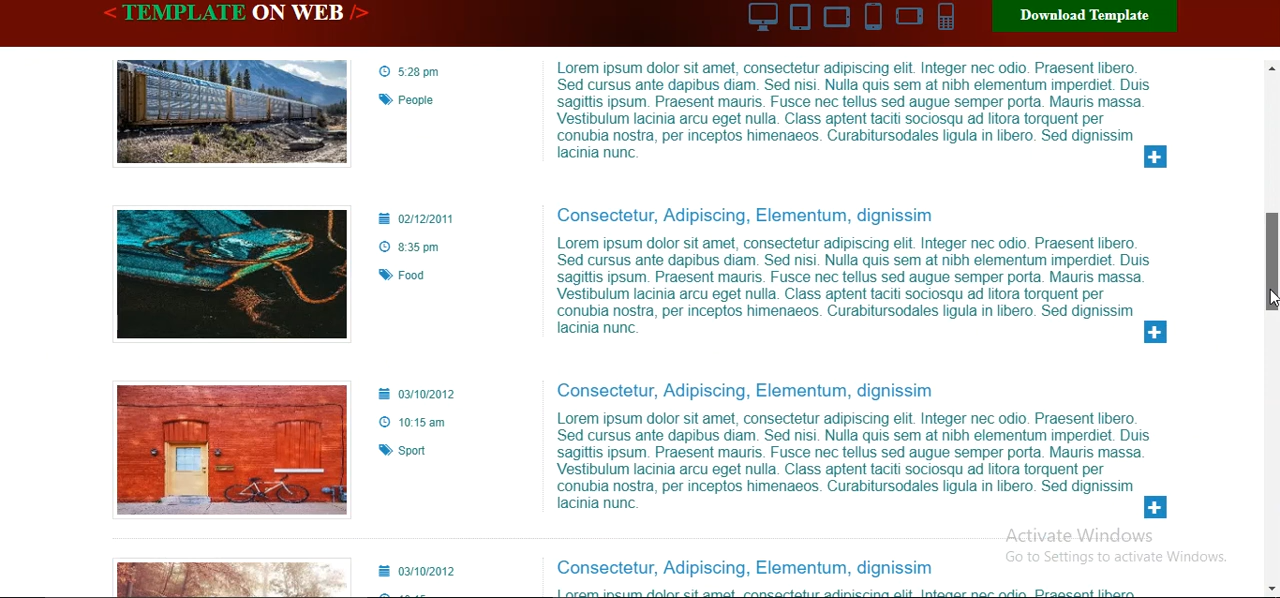 < TEMPLATE ON WEB />
Download Template
5:28 pm
People
Lorem ipsum dolor sit amet, consectetur adipiscing elit. Integer nec odio. Praesent libero.
Sed cursus ante dapibus diam. Sed nisi. Nulla quis sem at nibh elementum imperdiet. Duis
sagittis ipsum. Praesent mauris. Fusce nec tellus sed augue semper porta. Mauris massa.
Vestibulum lacinia arcu eget nulla. Class aptent taciti sociosqu ad litora torquent per
conubia nostra, per inceptos himenaeos. Curabitursodales ligula in libero. Sed dignissim
lacinia nunc.
02/12/2011
8:35 pm
Food
Consectetur, Adipiscing, Elementum, dignissim
Lorem ipsum dolor sit amet, consectetur adipiscing elit. Integer nec odio. Praesent libero.
Sed cursus ante dapibus diam. Sed nisi. Nulla quis sem at nibh elementum imperdiet. Duis
sagittis ipsum. Praesent mauris. Fusce nec tellus sed augue semper porta. Mauris massa.
Vestibulum lacinia arcu eget nulla. Class aptent taciti sociosqu ad litora torquent per
conubia nostra, per inceptos himenaeos. Curabitursodales ligula in libero. Sed dignissim
lacinia nunc.
03/10/2012
10:15 am
Sport
Consectetur, Adipiscing, Elementum, dignissim
Lorem ipsum dolor sit amet, consectetur adipiscing elit. Integer nec odio. Praesent libero.
Sed cursus ante dapibus diam. Sed nisi. Nulla quis sem at nibh elementum imperdiet. Duis
sagittis ipsum. Praesent mauris. Fusce nec tellus sed augue semper porta. Mauris massa.
Vestibulum lacinia arcu eget nulla. Class aptent taciti sociosqu ad litora torquent per
conubia nostra, per inceptos himenaeos. Curabitursodales ligula in libero. Sed dignissim
lacinia nunc.
Activate Windows
Go to Settings to activate Windows.
03/10/2012
Consectetur, Adipiscing, Elementum, dignissim
Lorem ipsum dolor sit amet, consectetur adipiscing elit. Integer nec odio. Praesent libero.